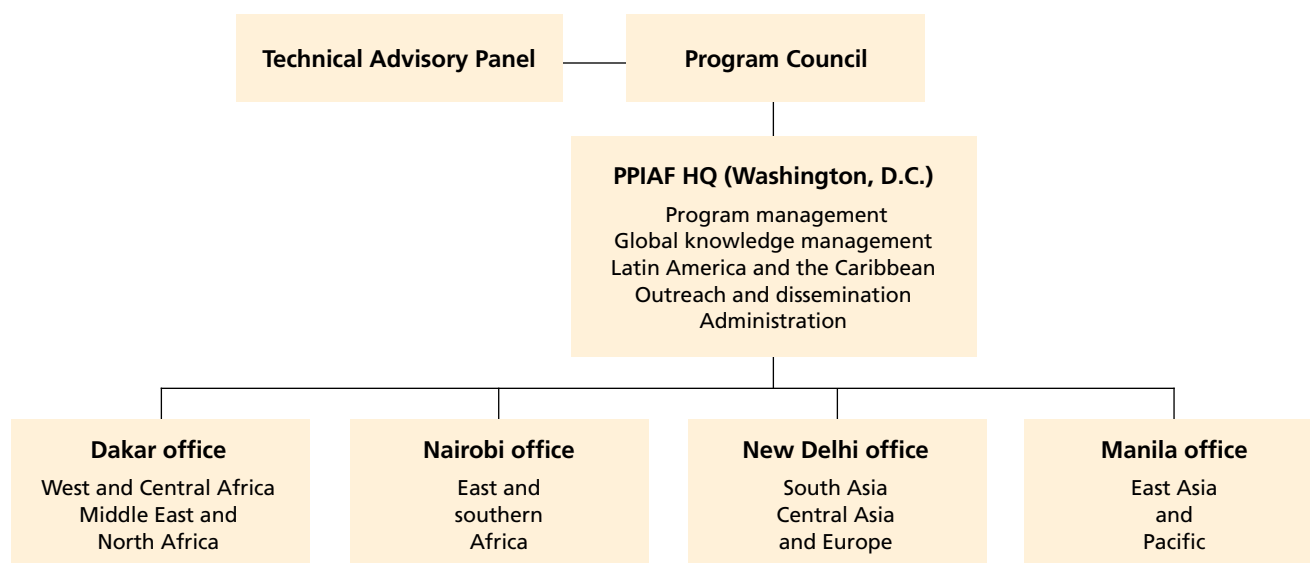 Technical Advisory Panel
Program Council
PPIAF HQ (Washington, D.C.)
Program management
Global knowledge management
Latin America and the Caribbean
Outreach and dissemination
Administration
Dakar office
West and Central Africa
Middle East and
North Africa
Nairobi office
East and
southern
Africa
New Delhi office
South Asia
Central Asia
and Europe
Manila office
East Asia
and
Pacific